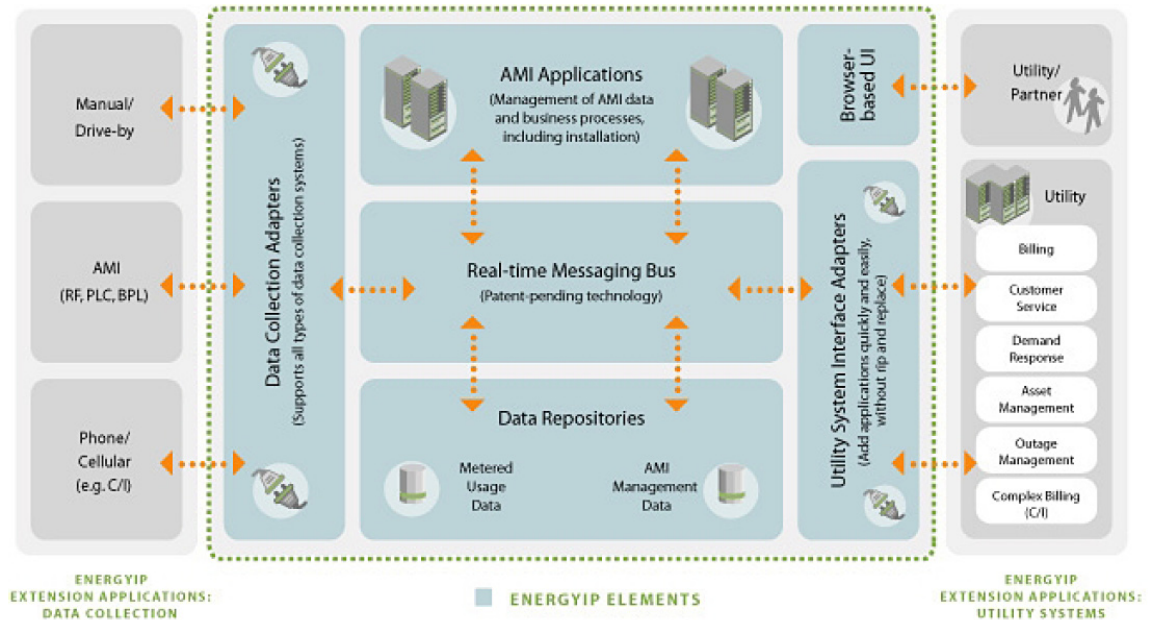 Manual/
Drive-by
AMI
(RF, PLC, BPL)
Phone/
Cellular
(e.g. C/I)
ENERGYIP
EXTENSION APPLICATIONS:
DATA COLLECTION
Data Collection Adapters
(Supports all types of data collection systems)
AMI Applications
(Management of AMI data
and business processes,
including installation)
Real-time Messaging Bus
(Patent-pending technology)
Data Repositories
Metered
Usage
Data
AMI
Management
Data
ENERGYIP ELEMENTS
Browser-
based UI
Utility System Interface Adapters
(Add applications quickly and easily,
without rip and replace)
Utility/
Partner
Utility
Billing
Customer
Service
Demand
Response
Asset
Management
Outage
Management
Complex Billing
(C/I)
ENERGYIP
EXTENSION APPLICATIONS:
UTILITY SYSTEMS